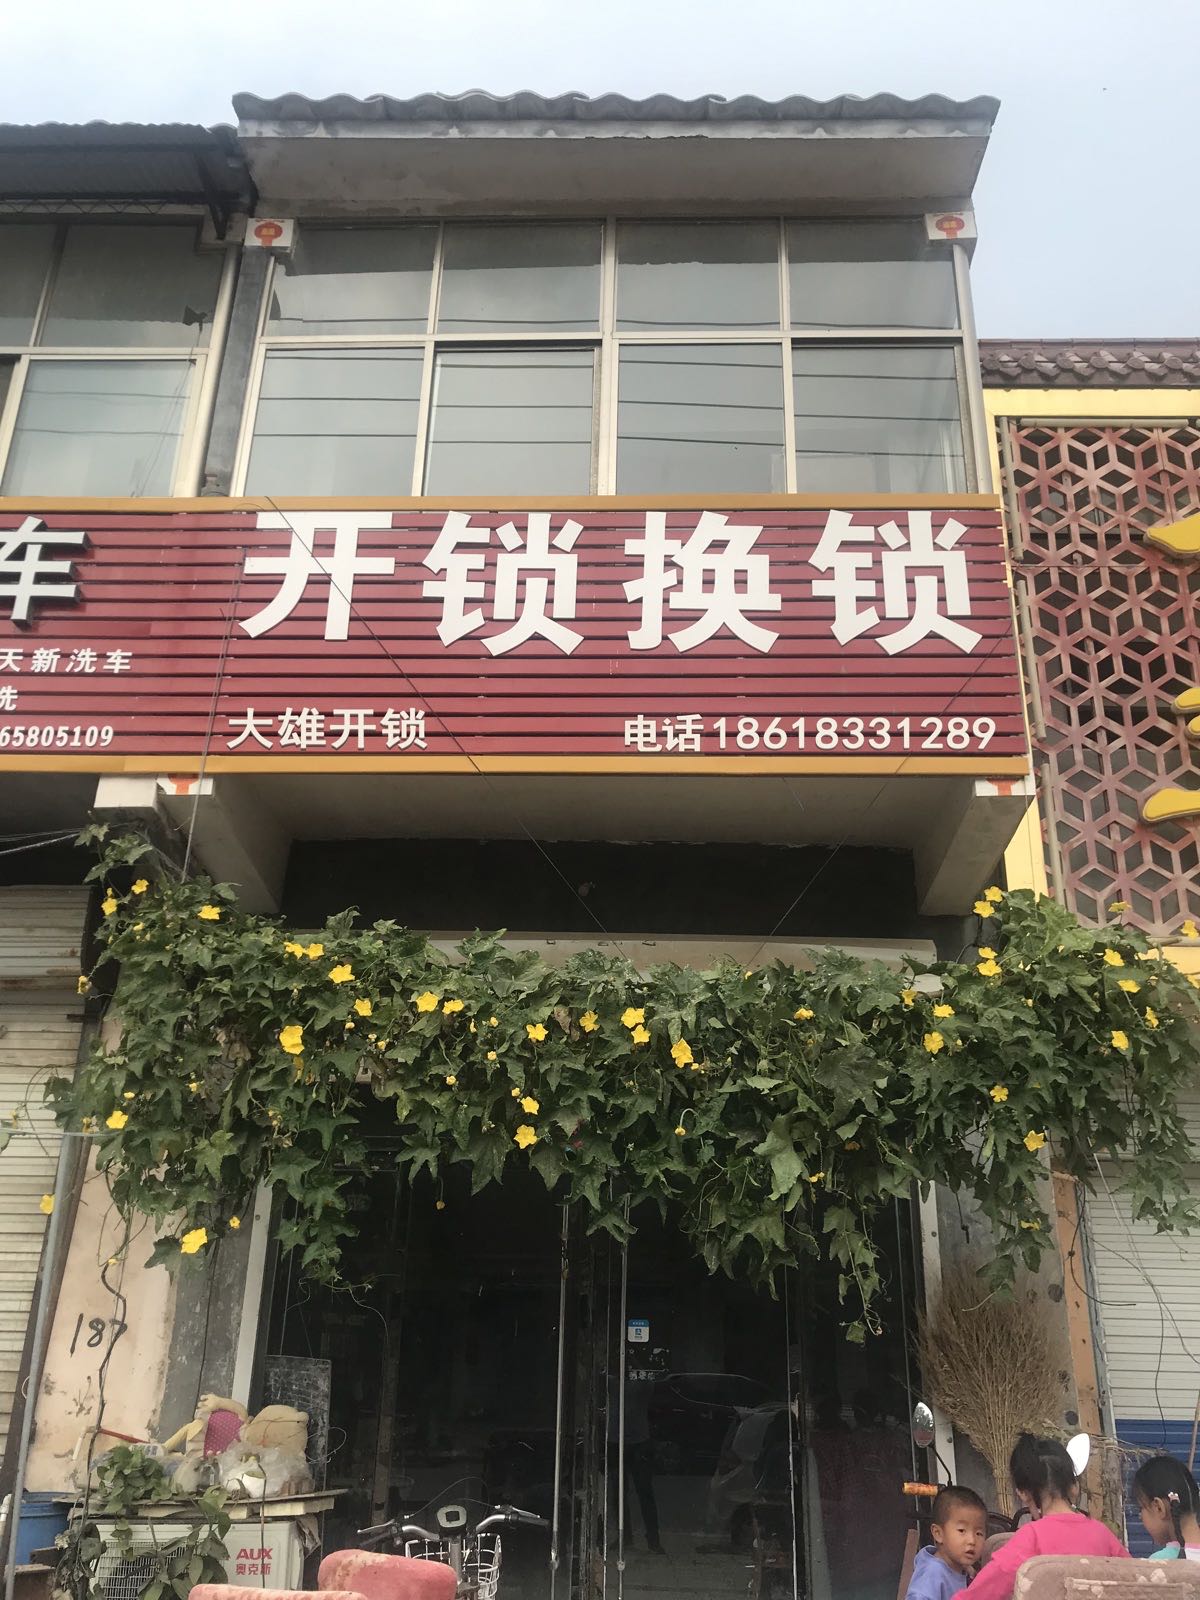 车
天新洗车
洗
65805109
开锁换锁
大雄开锁
电话18618331289
187
AUX
奥克斯